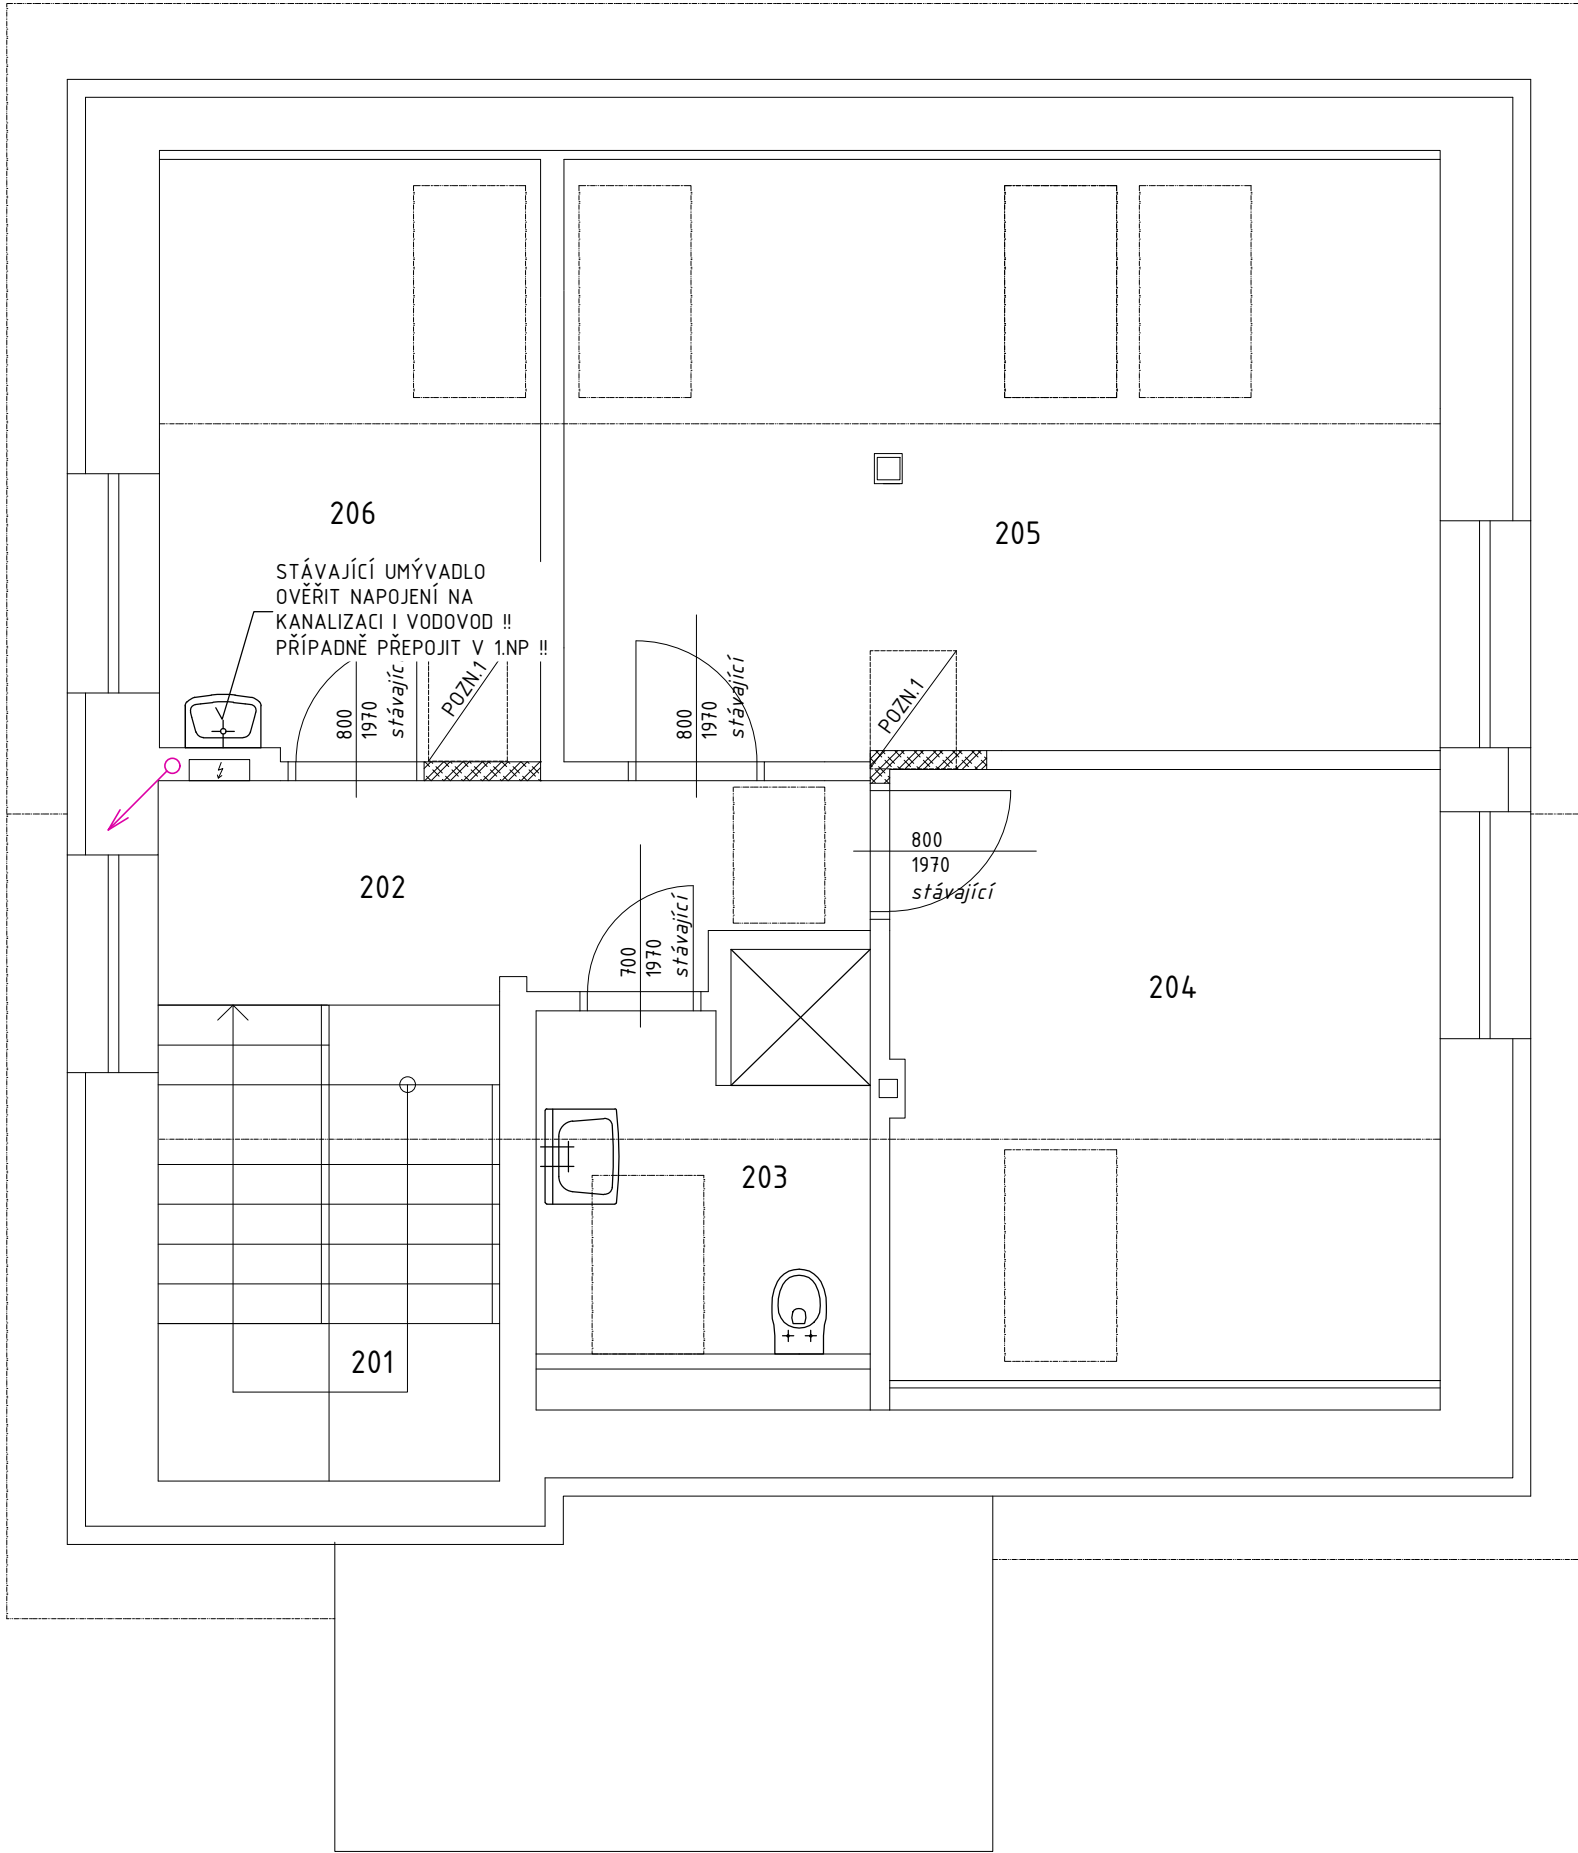 206
205
STÁVAJÍCÍ UMÝVADLO
OVĚŘIT NAPOJENÍ NA
KANALIZACI I VODOVOD !!
PŘÍPADNĚ PŘEPOJIT V 1.NP !!
800
1970
stávající
POZN.1
800
1970
stávající
POZN.1
800
1970
stávající
202
700
1970
stávající
204
203
201